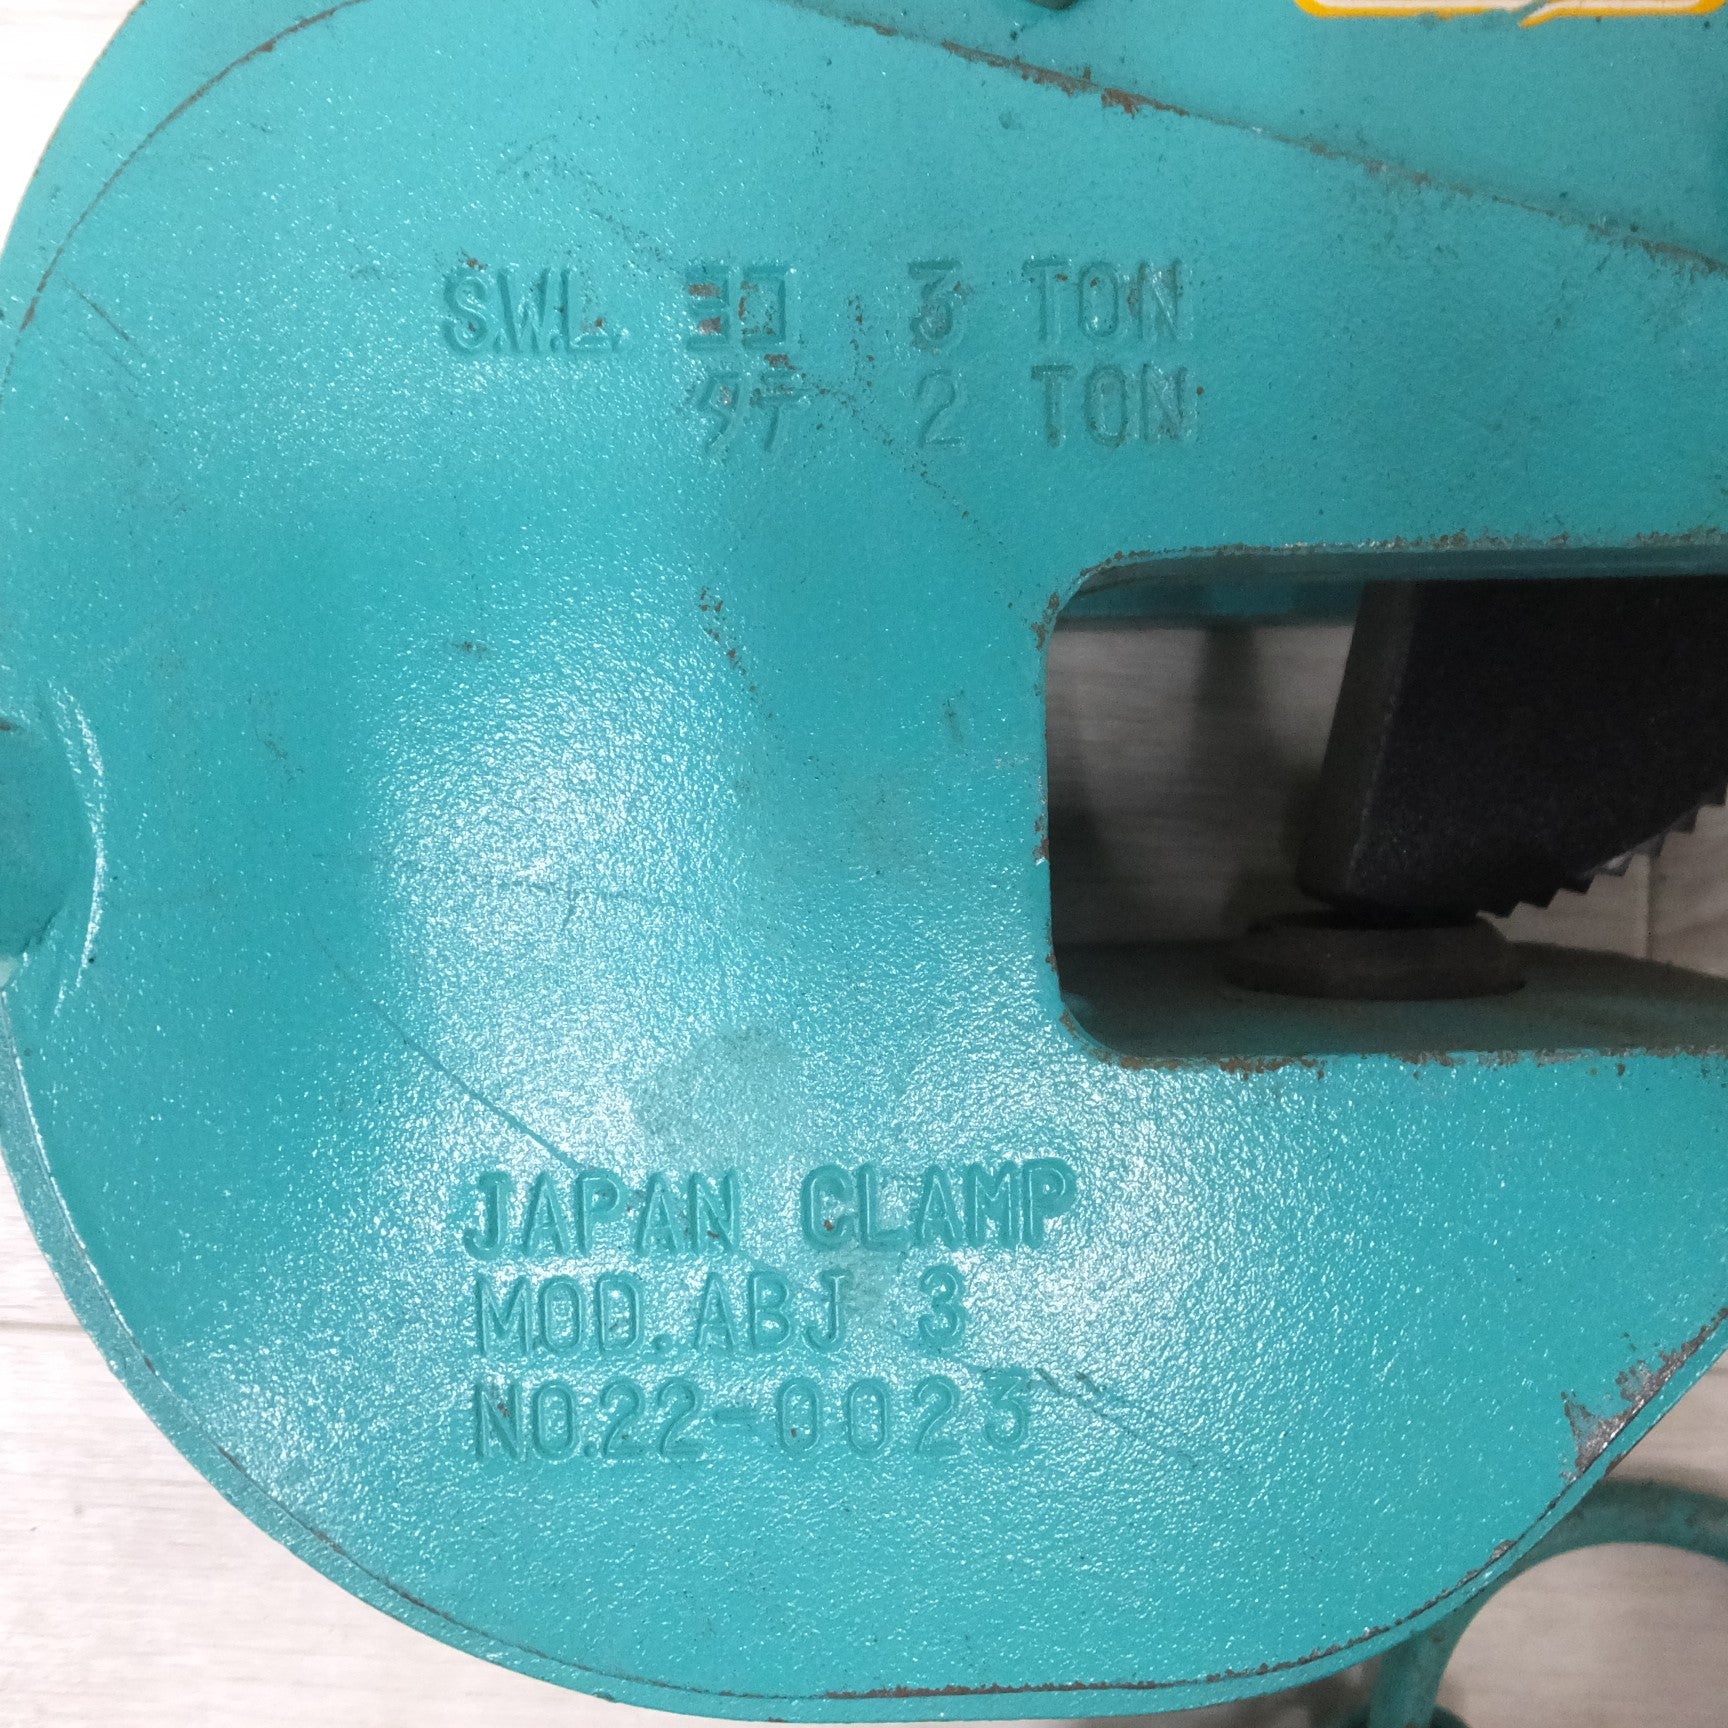 S.W.L. ヨコ 3 TON
タテ 2 TON
JAPAN CLAMP
MOD.ABJ 3
NO.22-0023